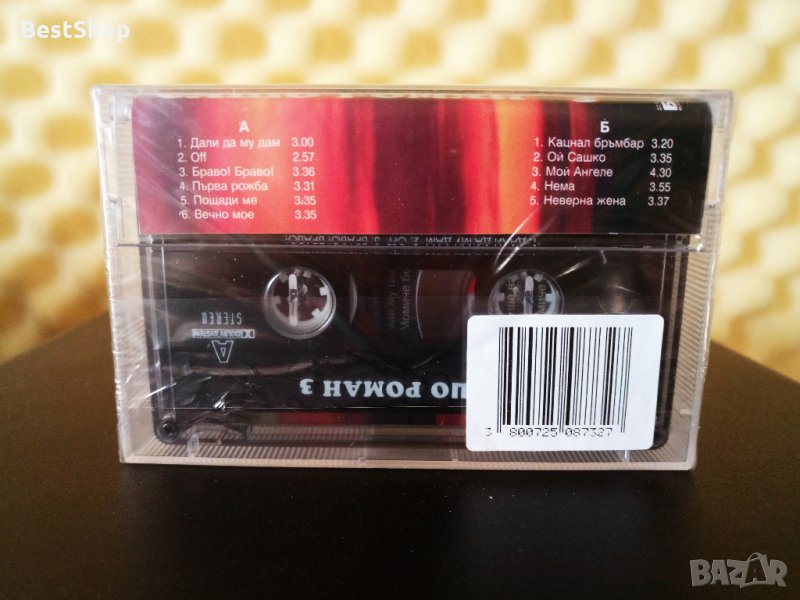 BestShop
А
1. Дали да му дам 3.00
2. Off 2.57
3. Браво! Браво! 3.36
4. Първа рожба 3.31
5. Пощади ме 3.35
6. Вечно мое 3.35
Б
1. Кацнал бръмбар 3.20
2. Ой Сашко 3.35
3. Мой Ангеле 4.30
4. Нема 3.55
5. Неверна жена 3.37
A
STEREO
DOLBY SYSTEM
РОМАН 3
3 800725 087327
BAZAR